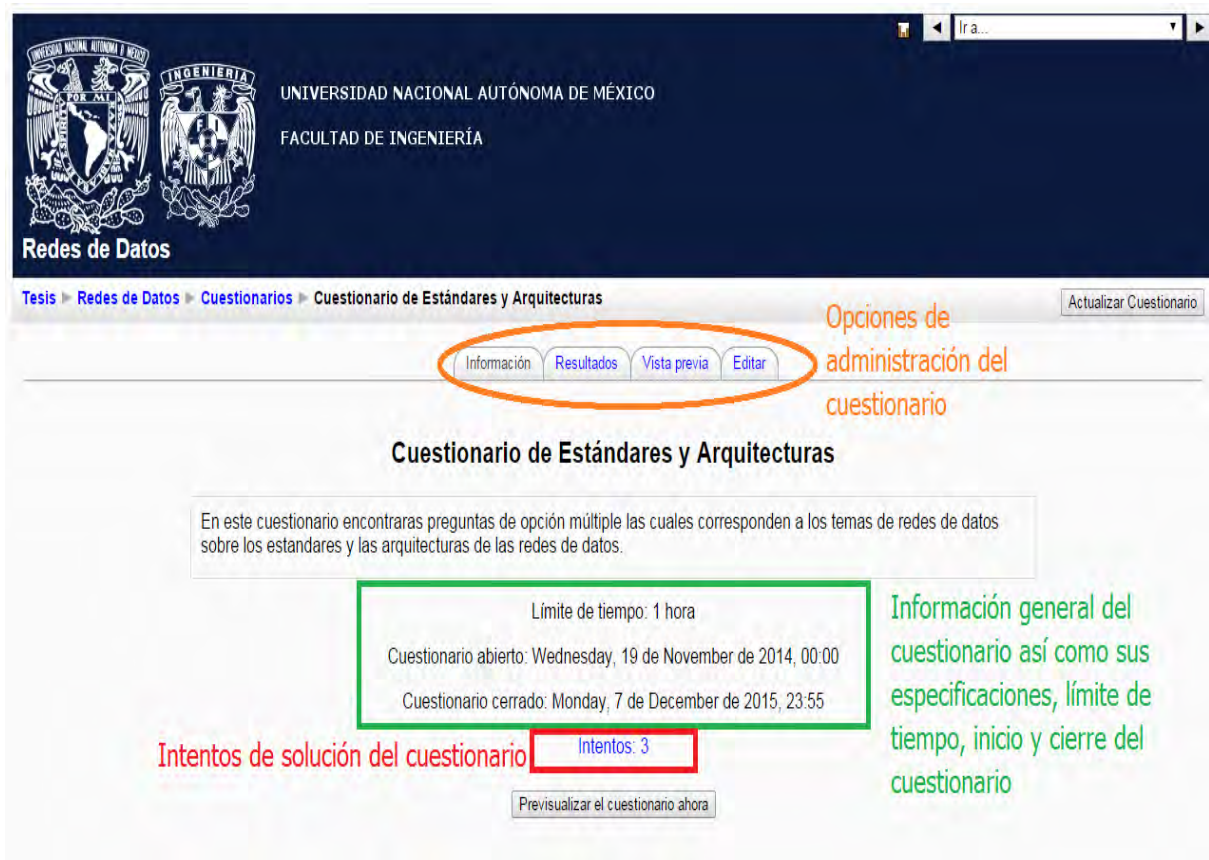 Ir a...
UNIVERSIDAD NACIONAL AUTÓNOMA DE MÉXICO
FACULTAD DE INGENIERÍA
INGENIERIA
POR MI
Redes de Datos
Tesis Redes de Datos Cuestionarios Cuestionario de Estándares y Arquitecturas
Actualizar Cuestionario
Información Resultados Vista previa Editar
Opciones de
administración del
cuestionario
Cuestionario de Estándares y Arquitecturas
En este cuestionario encontraras preguntas de opción múltiple las cuales corresponden a los temas de redes de datos
sobre los estandares y las arquitecturas de las redes de datos.
Límite de tiempo: 1 hora
Cuestionario abierto: Wednesday, 19 de November de 2014, 00:00
Cuestionario cerrado: Monday, 7 de December de 2015, 23:55
Información general del
cuestionario así como sus
especificaciones, límite de
tiempo, inicio y cierre del
cuestionario
Intentos de solución del cuestionario
Intentos: 3
Previsualizar el cuestionario ahora